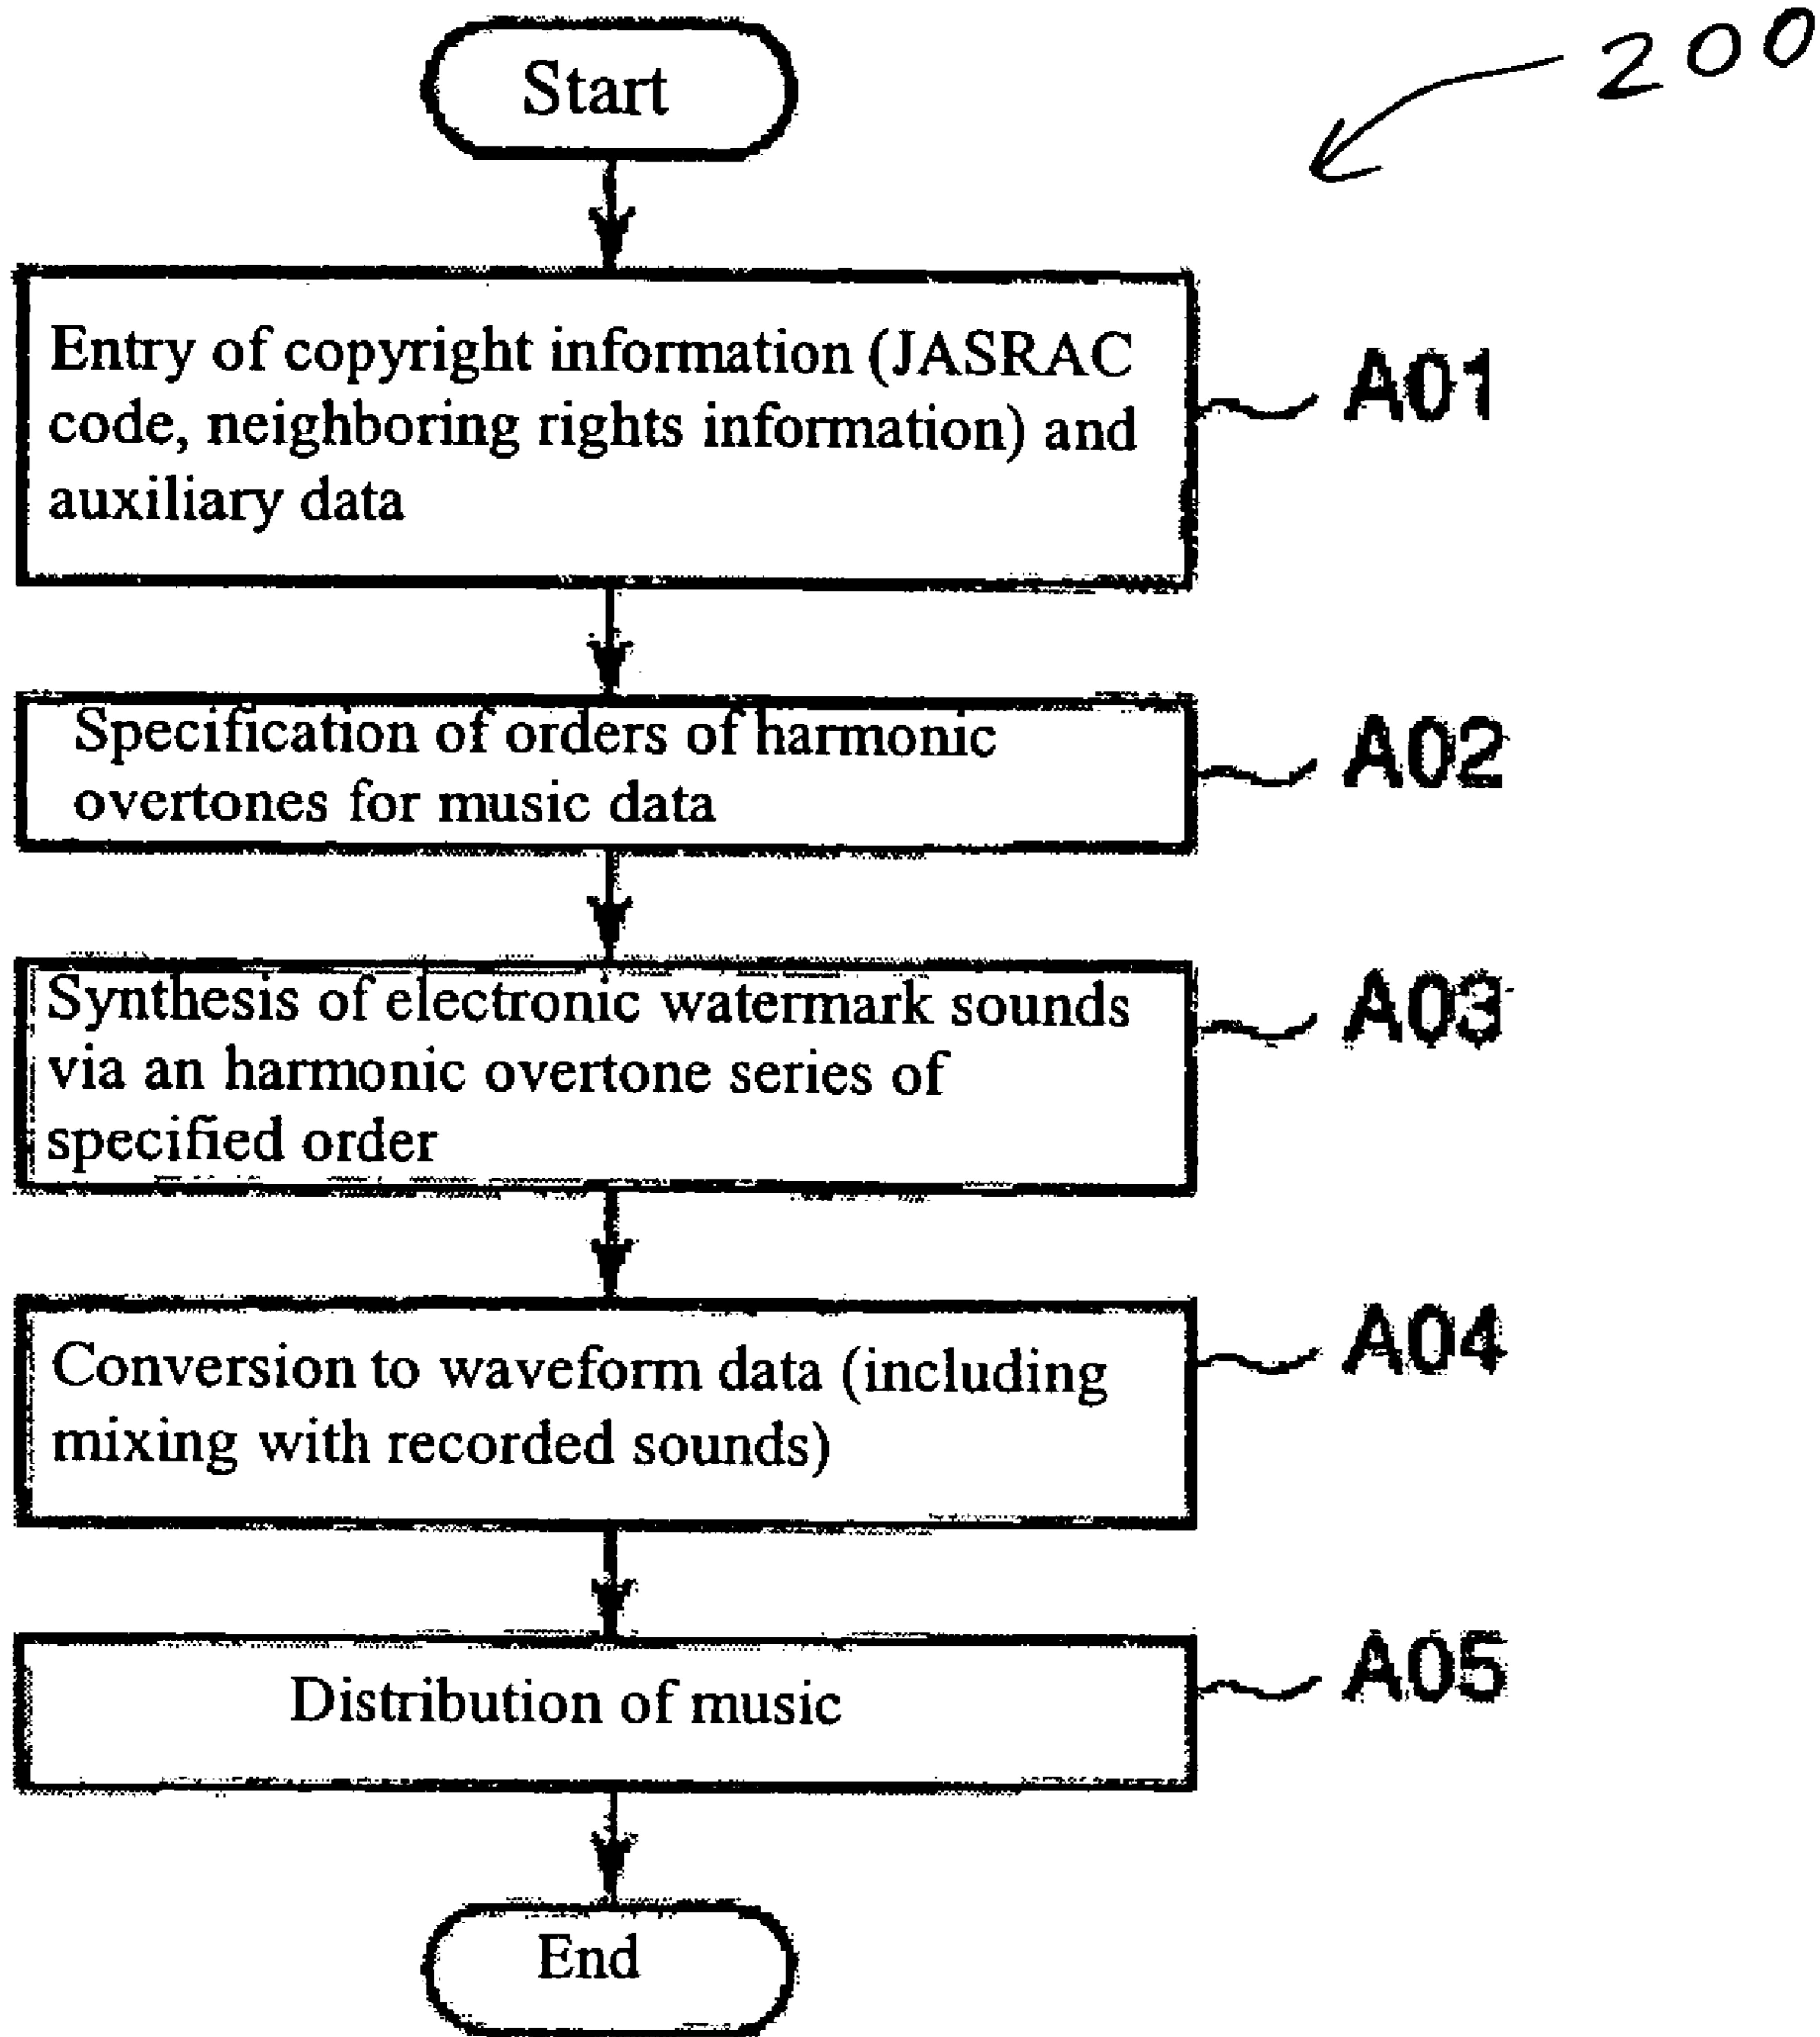 200
Start
Entry of copyright information (JASRAC
code, neighboring rights information) and
auxiliary data
A01
Specification of orders of harmonic
overtones for music data
A02
Synthesis of electronic watermark sounds
via an harmonic overtone series of
specified order
A03
Conversion to waveform data (including
mixing with recorded sounds)
A04
Distribution of music
A05
End